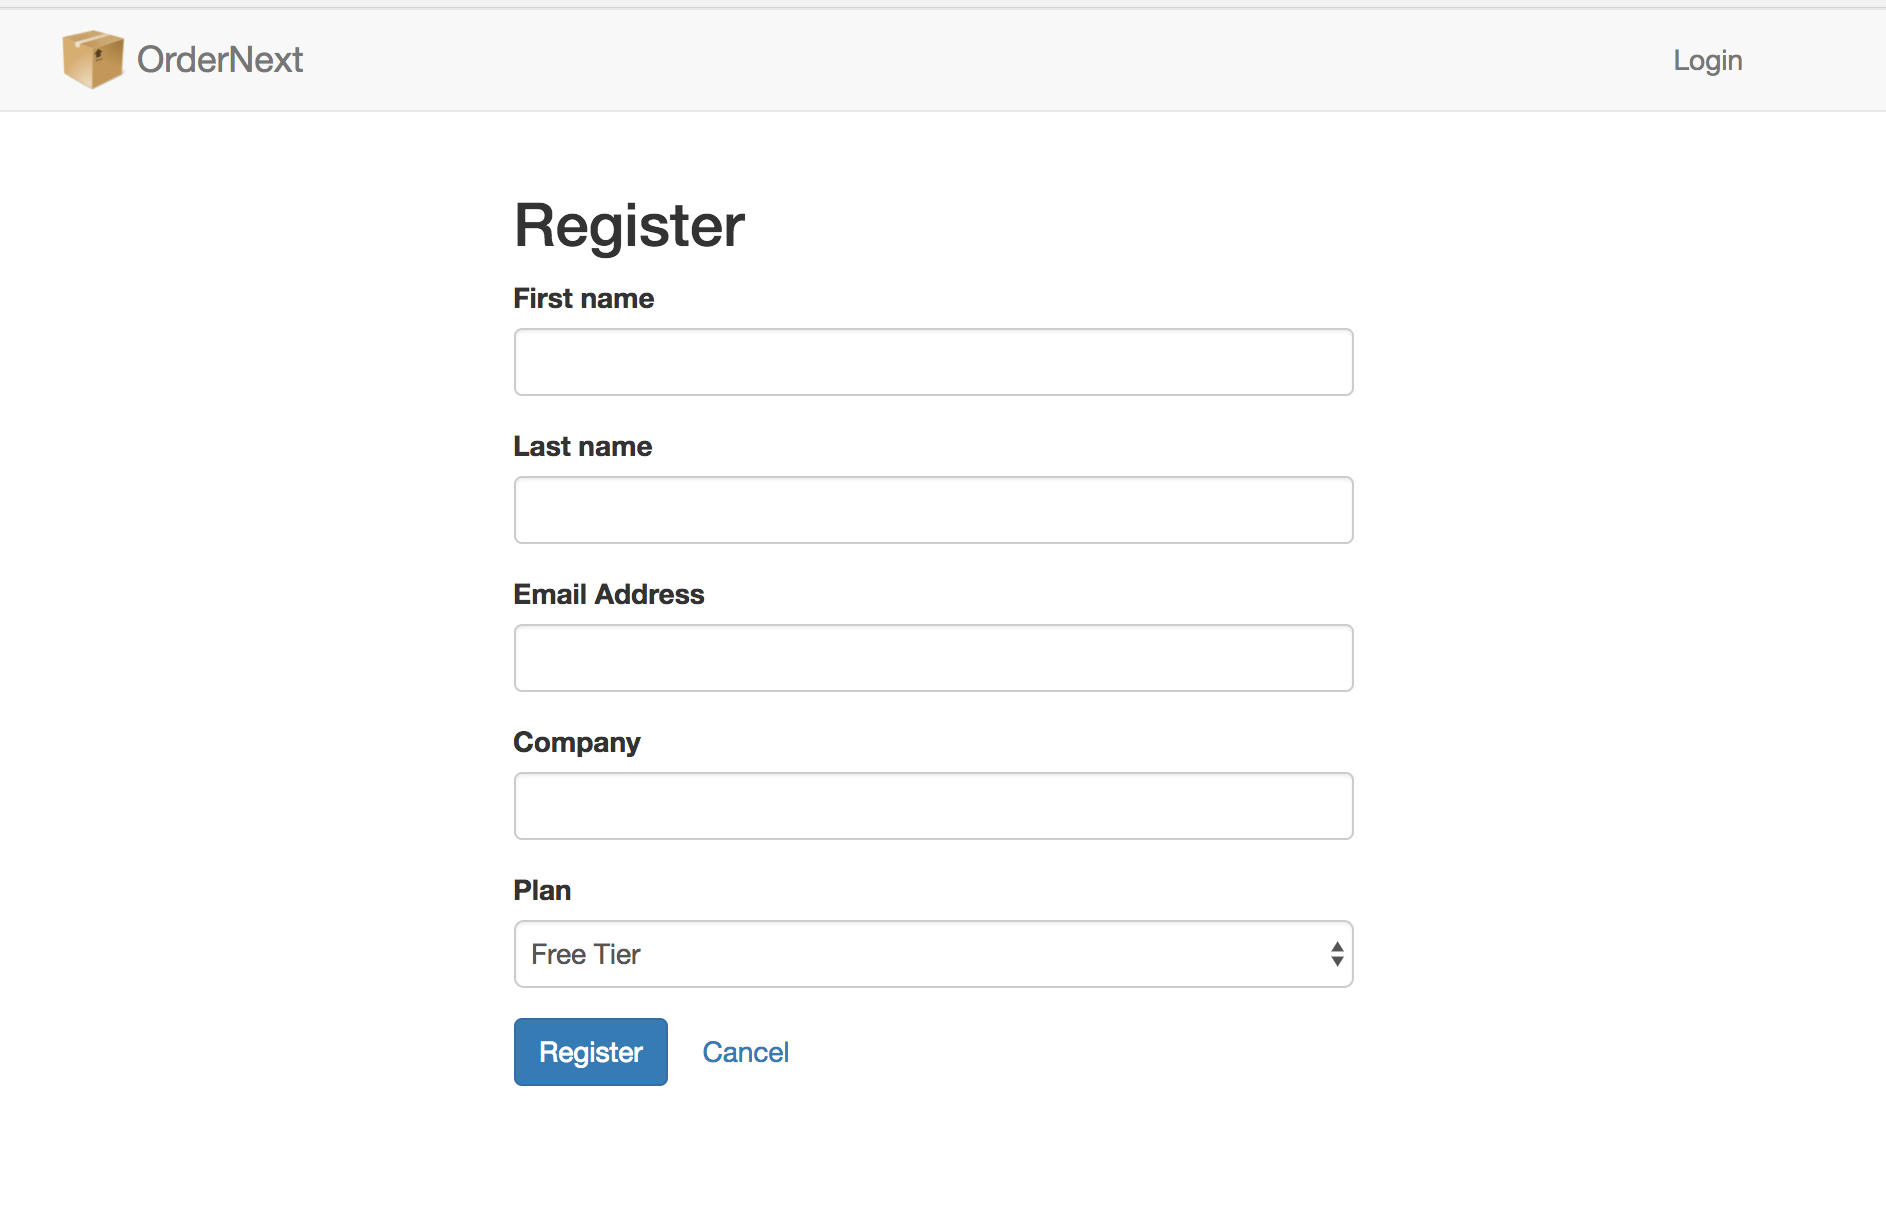 OrderNext
Login
Register
First name
Last name
Email Address
Company
Plan
Free Tier
Register
Cancel